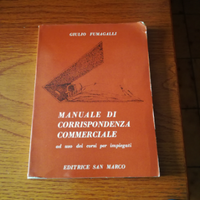 GIULIO FUMAGALLI
MANUALE DI
CORRISPONDENZA
COMMERCIALE
ad uso dei corsi per impiegati
EDITRICE SAN MARCO